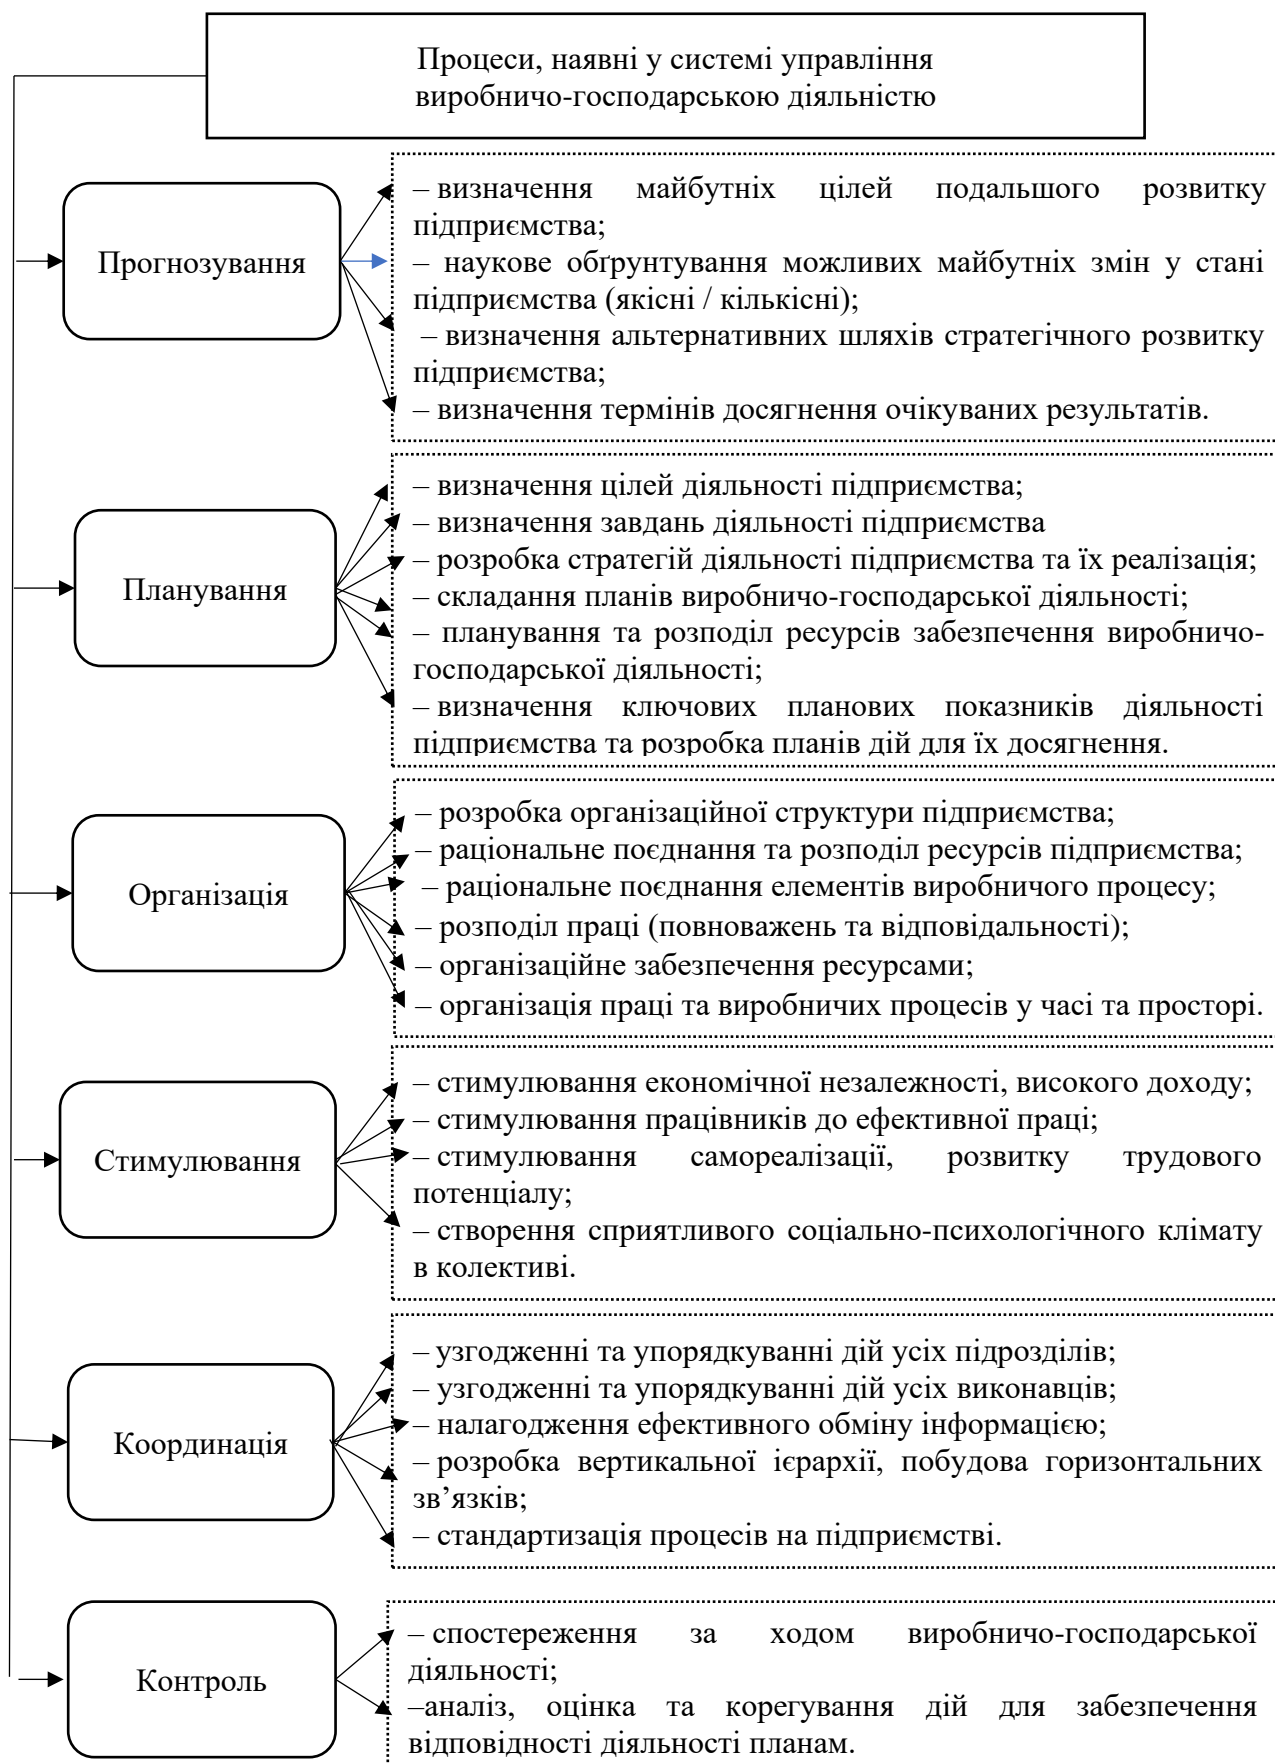 Процеси, наявні у системі управління
виробничо-господарською діяльністю
Прогнозування
– визначення майбутніх цілей подальшого розвитку
підприємства;
– наукове обґрунтування можливих майбутніх змін у стані
підприємства (якісні / кількісні);
– визначення альтернативних шляхів стратегічного розвитку
підприємства;
– визначення термінів досягнення очікуваних результатів.
Планування
– визначення цілей діяльності підприємства;
– визначення завдань діяльності підприємства
– розробка стратегій діяльності підприємства та їх реалізація;
– складання планів виробничо-господарської діяльності;
– планування та розподіл ресурсів забезпечення виробничо-
господарської діяльності;
– визначення ключових планових показників діяльності
підприємства та розробка планів дій для їх досягнення.
Організація
– розробка організаційної структури підприємства;
– раціональне поєднання та розподіл ресурсів підприємства;
– раціональне поєднання елементів виробничого процесу;
– розподіл праці (повноважень та відповідальності);
– організаційне забезпечення ресурсами;
– організація праці та виробничих процесів у часі та просторі.
Стимулювання
– стимулювання економічної незалежності, високого доходу;
– стимулювання працівників до ефективної праці;
– стимулювання самореалізації, розвитку трудового
потенціалу;
– створення сприятливого соціально-психологічного клімату
в колективі.
Координація
– узгодженні та упорядкуванні дій усіх підрозділів;
– узгодженні та упорядкуванні дій усіх виконавців;
– налагодження ефективного обміну інформацією;
– розробка вертикальної ієрархії, побудова горизонтальних
зв’язків;
– стандартизація процесів на підприємстві.
Контроль
– спостереження за ходом виробничо-господарської
діяльності;
–аналіз, оцінка та корегування дій для забезпечення
відповідності діяльності планам.